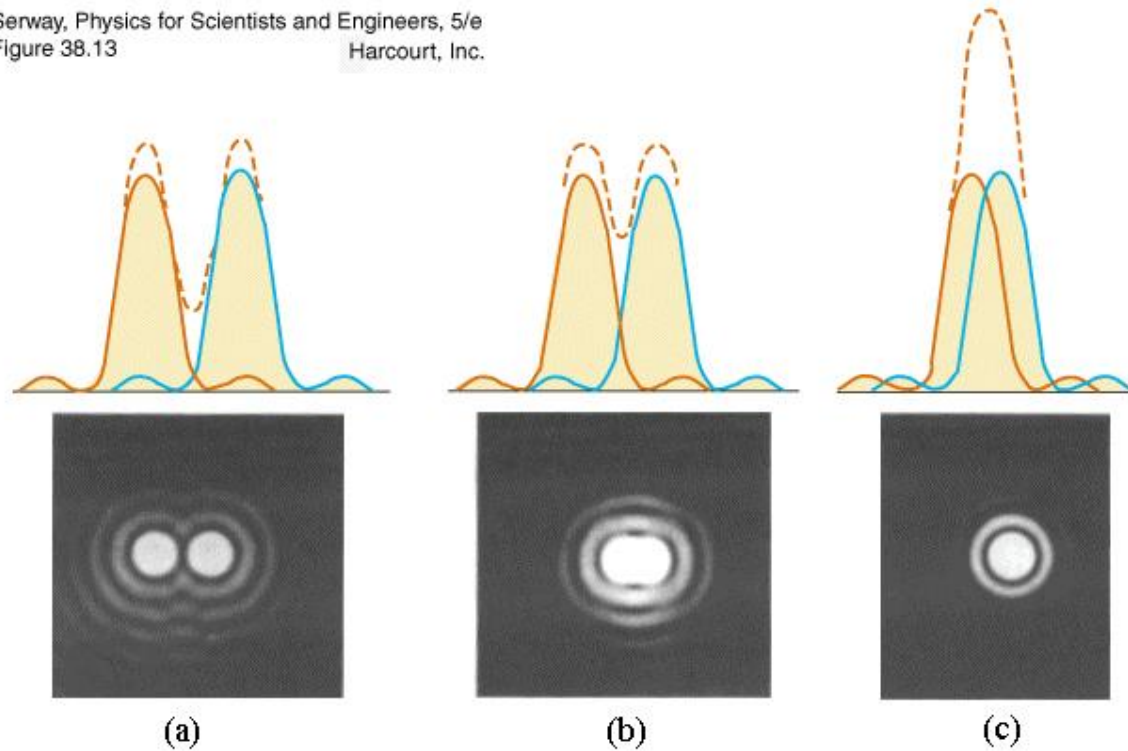 Serway, Physics for Scientists and Engineers, 5/e
Figure 38.13
Harcourt, Inc.
(a)
(b)
(c)